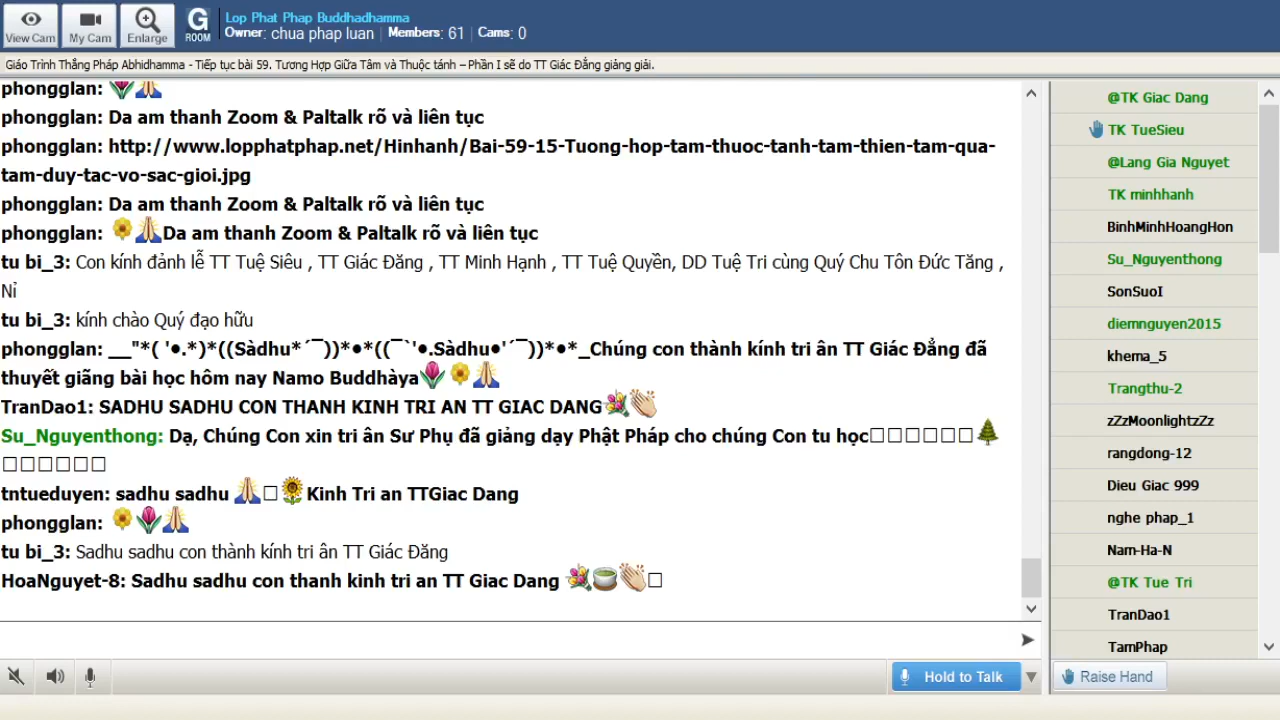 View Cam
My Cam
Enlarge
G
ROOM
Lop Phat Phap Buddhadhamma
Owner: chua phap luan | Members: 61 | Cams: 0
Giáo Trình Thắng Pháp Abhidhamma - Tiếp tục bài 59. Tương Hợp Giữa Tâm và Thuộc tánh – Phần I sẽ do TT Giác Đẳng giảng giải.
phongglan: 🌷🙏
phongglan: Da am thanh Zoom & Paltalk rõ và liên tục
phongglan: http://www.lopphatphap.net/Hinhanh/Bai-59-15-Tuong-hop-tam-thuoc-tanh-tam-thien-tam-qua-
tam-duy-tac-vo-sac-gioi.jpg
phongglan: Da am thanh Zoom & Paltalk rõ và liên tục
phongglan: 🌼🙏Da am thanh Zoom & Paltalk rõ và liên tục
tu bi_3: Con kính đảnh lễ TT Tuệ Siêu , TT Giác Đăng , TT Minh Hạnh , TT Tuệ Quyền, DD Tuệ Tri cùng Quý Chu Tôn Đức Tăng ,
Nỉ
tu bi_3: kính chào Quý đạo hữu
phongglan: __"*( '•.*)*((Sàdhu*´¯))*•*((¯`'•.Sàdhu•'´¯))*•*_Chúng con thành kính tri ân TT Giác Đẳng đã
thuyết giãng bài học hôm nay Namo Buddhàya🌷🌼🙏
TranDao1: SADHU SADHU CON THANH KINH TRI AN TT GIAC DANG💐👏
Su_Nguyenthong: Dạ, Chúng Con xin tri ân Sư Phụ đã giảng dạy Phật Pháp cho chúng Con tu học□□□□□□🌲
□□□□□□
tntueduyen: sadhu sadhu 🙏□🌻Kinh Tri an TTGiac Dang
phongglan: 🌼🌷🙏
tu bi_3: Sadhu sadhu con thành kính tri ân TT Giác Đăng
HoaNguyet-8: Sadhu sadhu con thanh kinh tri an TT Giac Dang 💐🍵👏□
Hold to Talk
@TK Giac Dang
TK TueSieu
@Lang Gia Nguyet
TK minhhanh
BinhMinhHoangHon
Su_Nguyenthong
SonSuoI
diemnguyen2015
khema_5
Trangthu-2
zZzMoonlightzZz
rangdong-12
Dieu Giac 999
nghe phap_1
Nam-Ha-N
@TK Tue Tri
TranDao1
TamPhap
Raise Hand